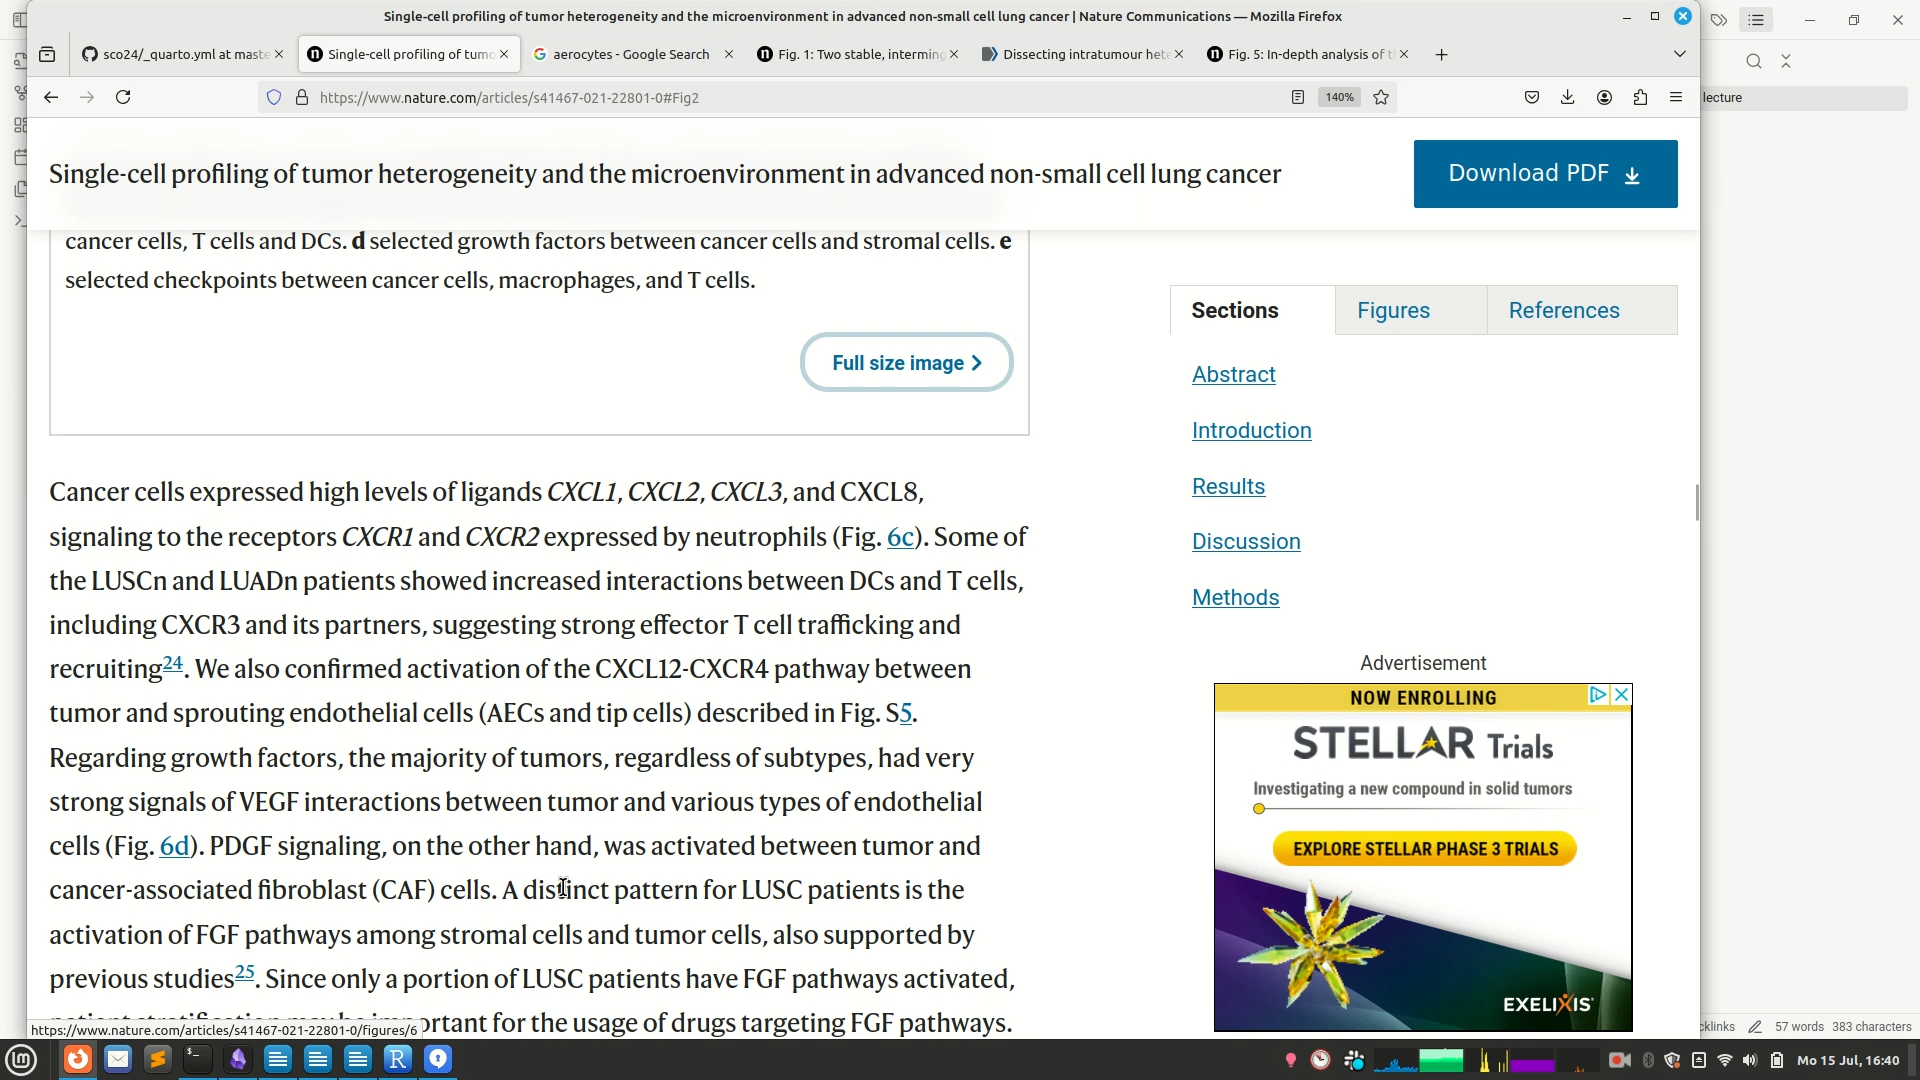 Single-cell profiling of tumor heterogeneity and the microenvironment in advanced non-small cell lung cancer | Nature Communications — Mozilla Firefox
sco24/_quarto.yml at maste
Single-cell profiling of tumo
aerocytes - Google Search
Fig. 1: Two stable, interming
Dissecting intratumour hete
Fig. 5: In-depth analysis of t
https://www.nature.com/articles/s41467-021-22801-0#Fig2
140%
lecture
Single-cell profiling of tumor heterogeneity and the microenvironment in advanced non-small cell lung cancer
Download PDF
cancer cells, T cells and DCs. d selected growth factors between cancer cells and stromal cells. e
selected checkpoints between cancer cells, macrophages, and T cells.
Full size image
Sections
Figures
References
Abstract
Introduction
Results
Discussion
Methods
Cancer cells expressed high levels of ligands CXCL1, CXCL2, CXCL3, and CXCL8,
signaling to the receptors CXCR1 and CXCR2 expressed by neutrophils (Fig. 6c). Some of
the LUSCn and LUADn patients showed increased interactions between DCs and T cells,
including CXCR3 and its partners, suggesting strong effector T cell trafficking and
recruiting24. We also confirmed activation of the CXCL12-CXCR4 pathway between
tumor and sprouting endothelial cells (AECs and tip cells) described in Fig. S5.
Regarding growth factors, the majority of tumors, regardless of subtypes, had very
strong signals of VEGF interactions between tumor and various types of endothelial
cells (Fig. 6d). PDGF signaling, on the other hand, was activated between tumor and
cancer-associated fibroblast (CAF) cells. A distinct pattern for LUSC patients is the
activation of FGF pathways among stromal cells and tumor cells, also supported by
previous studies25. Since only a portion of LUSC patients have FGF pathways activated,
portant for the usage of drugs targeting FGF pathways.
Advertisement
NOW ENROLLING
STELLAR Trials
Investigating a new compound in solid tumors
EXPLORE STELLAR PHASE 3 TRIALS
EXELIXIS
https://www.nature.com/articles/s41467-021-22801-0/figures/6
cklinks
57 words
383 characters
Mo 15 Jul, 16:40